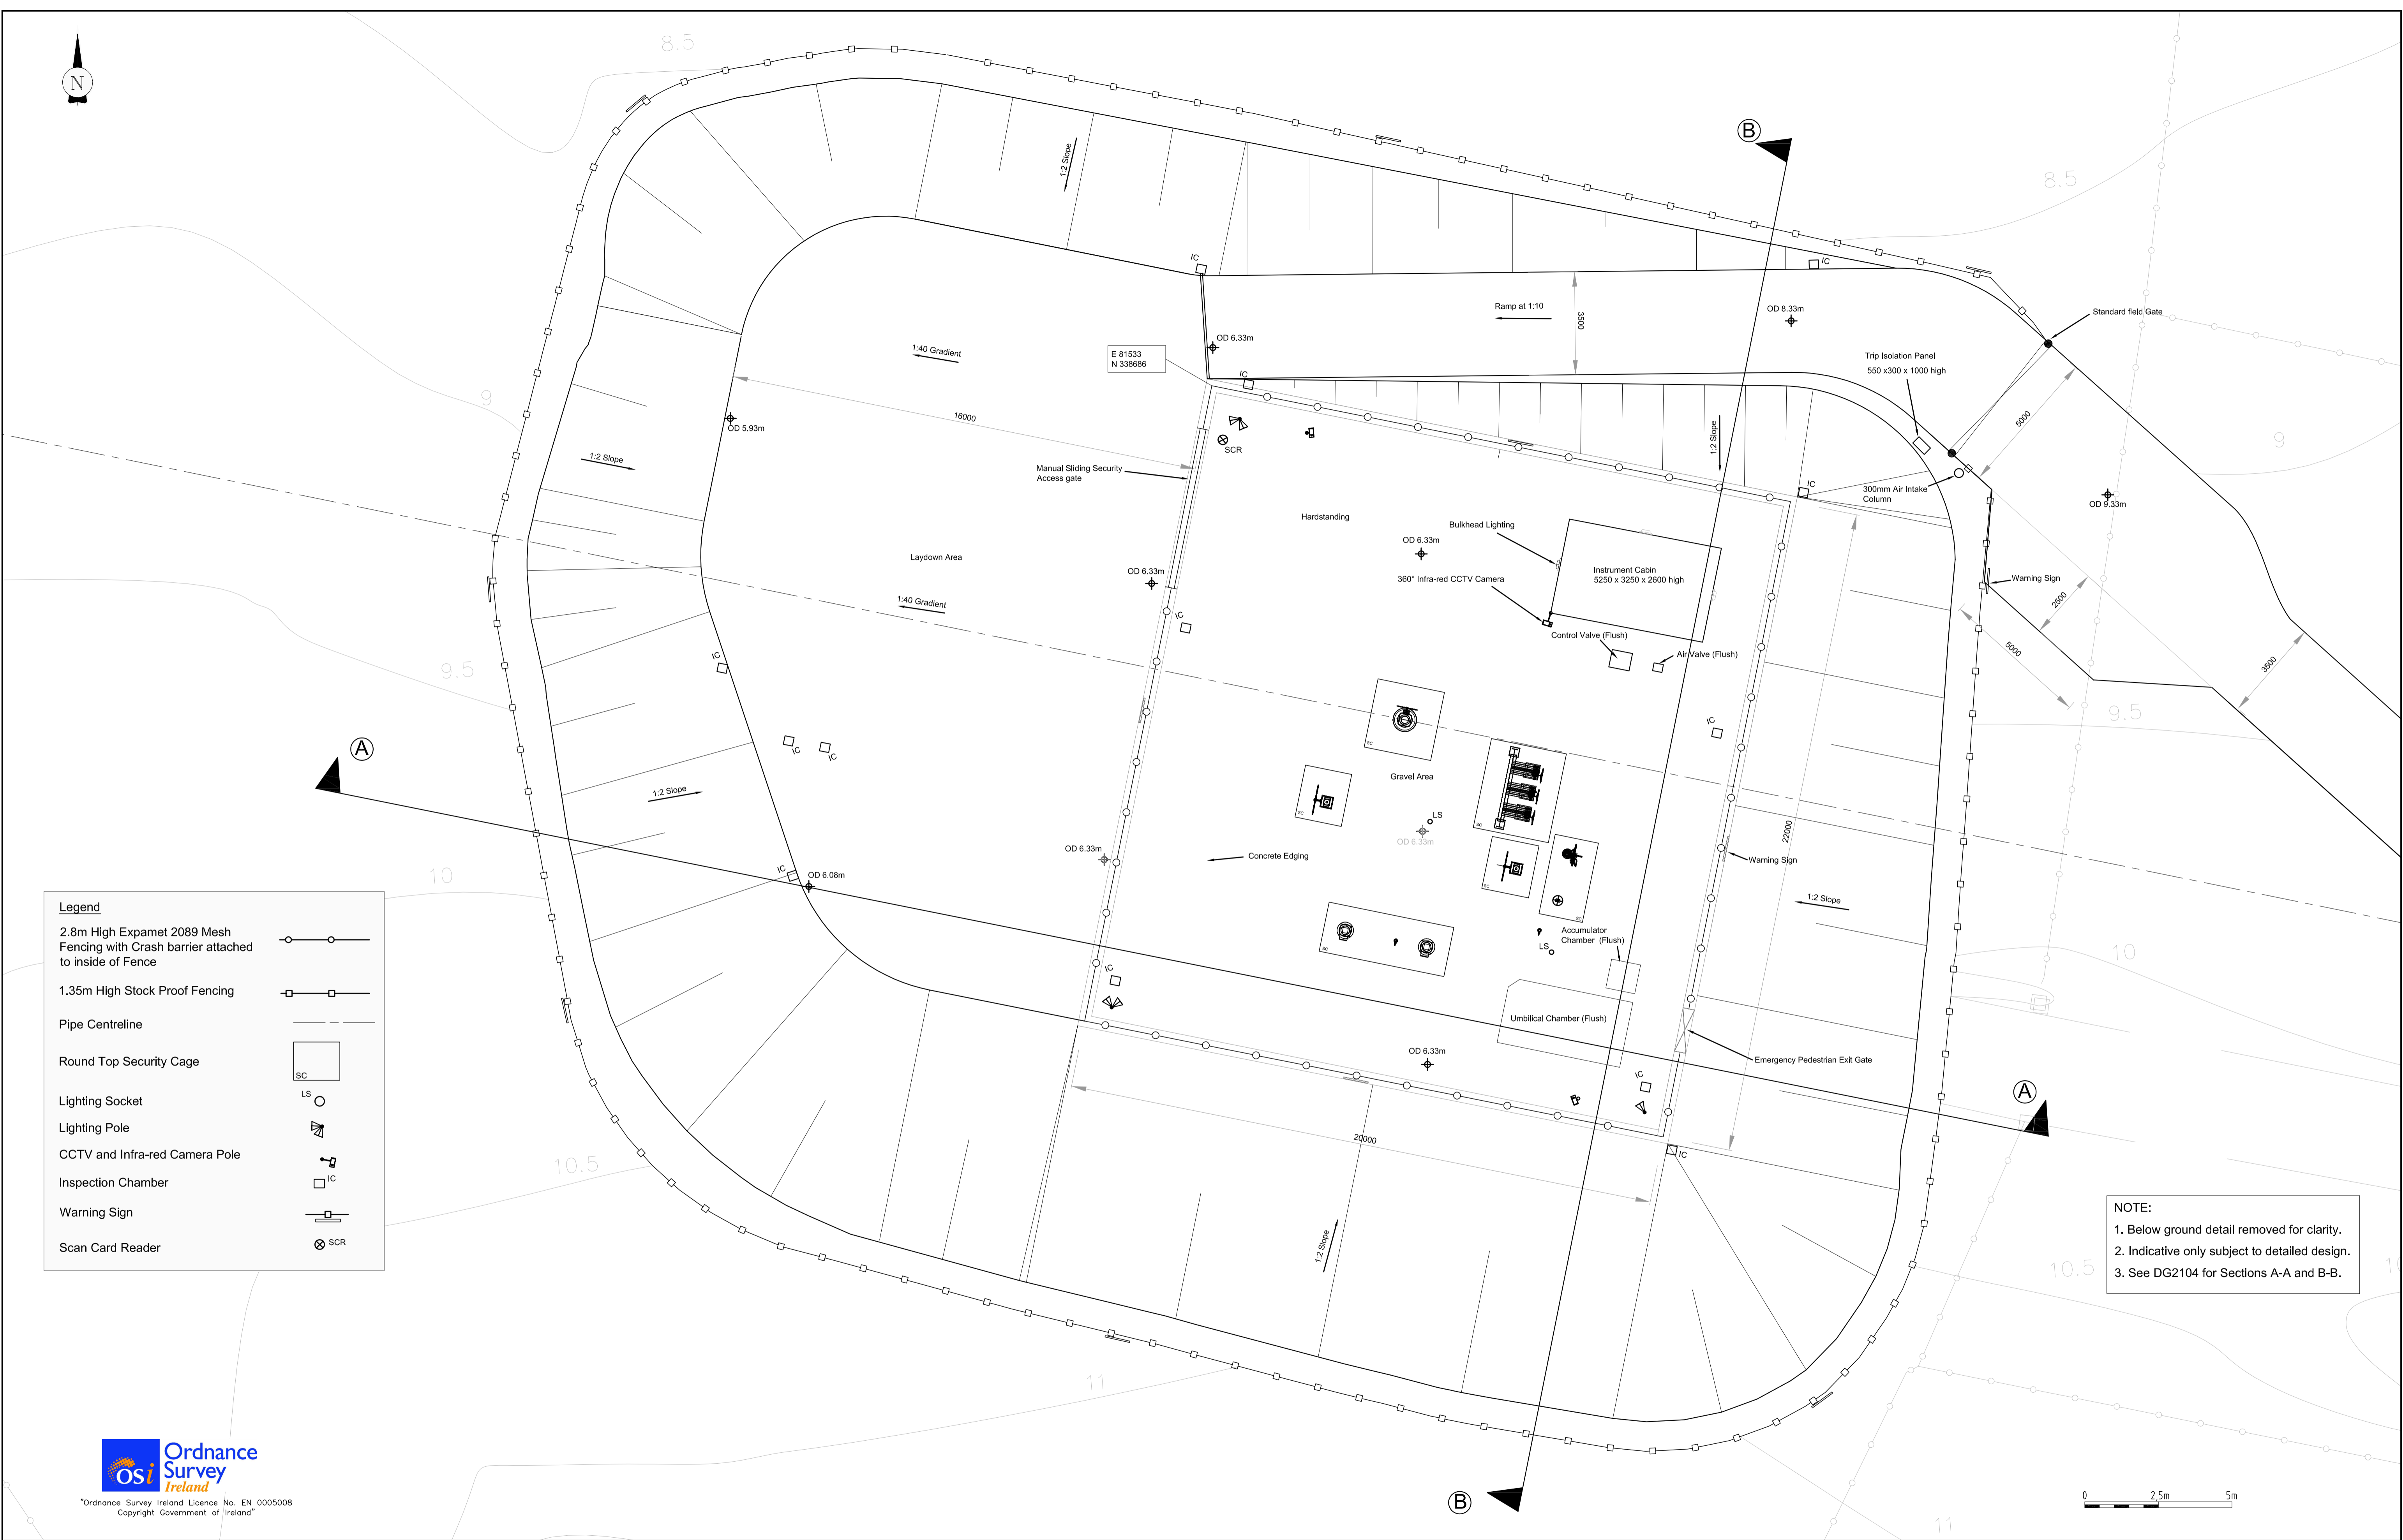 N
8.5
B
8.5
1:2 Slope
IC
IC
Ramp at 1:10
3500
OD 8.33m
Standard field Gate
OD 6.33m
1:40 Gradient
E 81533
N 338686
Trip Isolation Panel
550 x300 x 1000 high
IC
9
16000
5000
9
OD 5.93m
SCR
1:2 Slope
1:2 Slope
Manual Sliding Security
Access gate
IC
300mm Air Intake
Column
OD 9.33m
Hardstanding
Bulkhead Lighting
OD 6.33m
Laydown Area
OD 6.33m
Instrument Cabin
5250 x 3250 x 2600 high
360° Infra-red CCTV Camera
Warning Sign
1:40 Gradient
2500
IC
Control Valve (Flush)
5000
Air Valve (Flush)
IC
9.5
3500
IC
9.5
SC
A
IC
IC
Gravel Area
1:2 Slope
SC
LS
SC
22000
OD 6.33m
OD 6.33m
Concrete Edging
Warning Sign
IC
OD 6.08m
10
SC
1:2 Slope
SC
Accumulator
Chamber (Flush)
LS
SC
10
IC
Umbilical Chamber (Flush)
OD 6.33m
Emergency Pedestrian Exit Gate
IC
A
20000
IC
10.5
1:2 Slope
10.5
11
11
B
Legend
2.8m High Expamet 2089 Mesh
Fencing with Crash barrier attached
to inside of Fence
1.35m High Stock Proof Fencing
Pipe Centreline
Round Top Security Cage
SC
Lighting Socket
LS
Lighting Pole
CCTV and Infra-red Camera Pole
Inspection Chamber
IC
Warning Sign
Scan Card Reader
SCR
NOTE:
1. Below ground detail removed for clarity.
2. Indicative only subject to detailed design.
3. See DG2104 for Sections A-A and B-B.
osi
Ordnance
Survey
Ireland
"Ordnance Survey Ireland Licence No. EN 0005008
Copyright Government of Ireland"
0 2,5m 5m